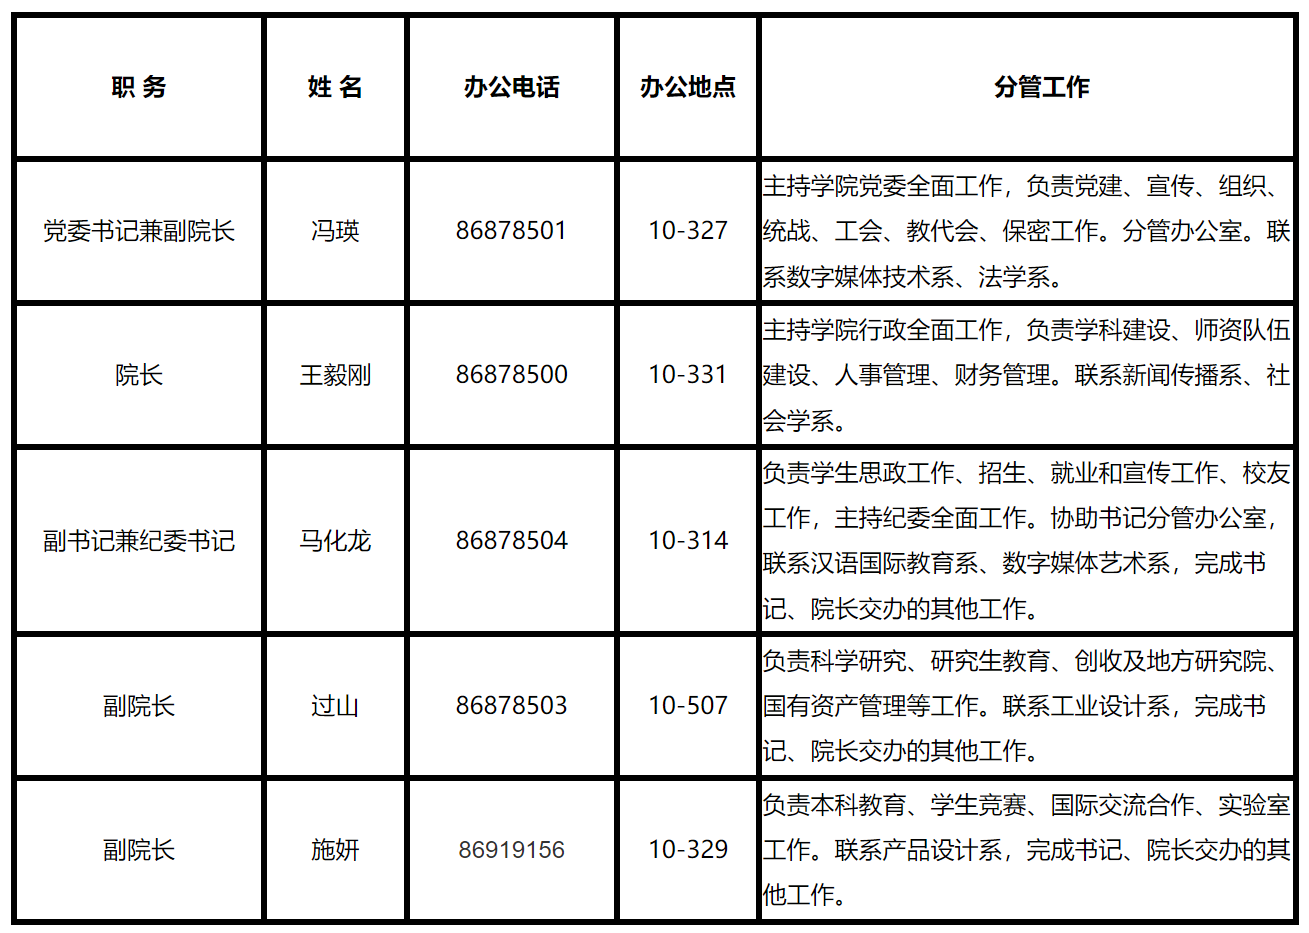 职 务
姓 名
办公电话
办公地点
分管工作
党委书记兼副院长
冯瑛
86878501
10-327
主持学院党委全面工作，负责党建、宣传、组织、
统战、工会、教代会、保密工作。分管办公室。联
系数字媒体技术系、法学系。
院长
王毅刚
86878500
10-331
主持学院行政全面工作，负责学科建设、师资队伍
建设、人事管理、财务管理。联系新闻传播系、社
会学系。
副书记兼纪委书记
马化龙
86878504
10-314
负责学生思政工作、招生、就业和宣传工作、校友
工作，主持纪委全面工作。协助书记分管办公室，
联系汉语国际教育系、数字媒体艺术系，完成书
记、院长交办的其他工作。
副院长
过山
86878503
10-507
负责科学研究、研究生教育、创收及地方研究院、
国有资产管理等工作。联系工业设计系，完成书
记、院长交办的其他工作。
副院长
施妍
86919156
10-329
负责本科教育、学生竞赛、国际交流合作、实验室
工作。联系产品设计系，完成书记、院长交办的其
他工作。